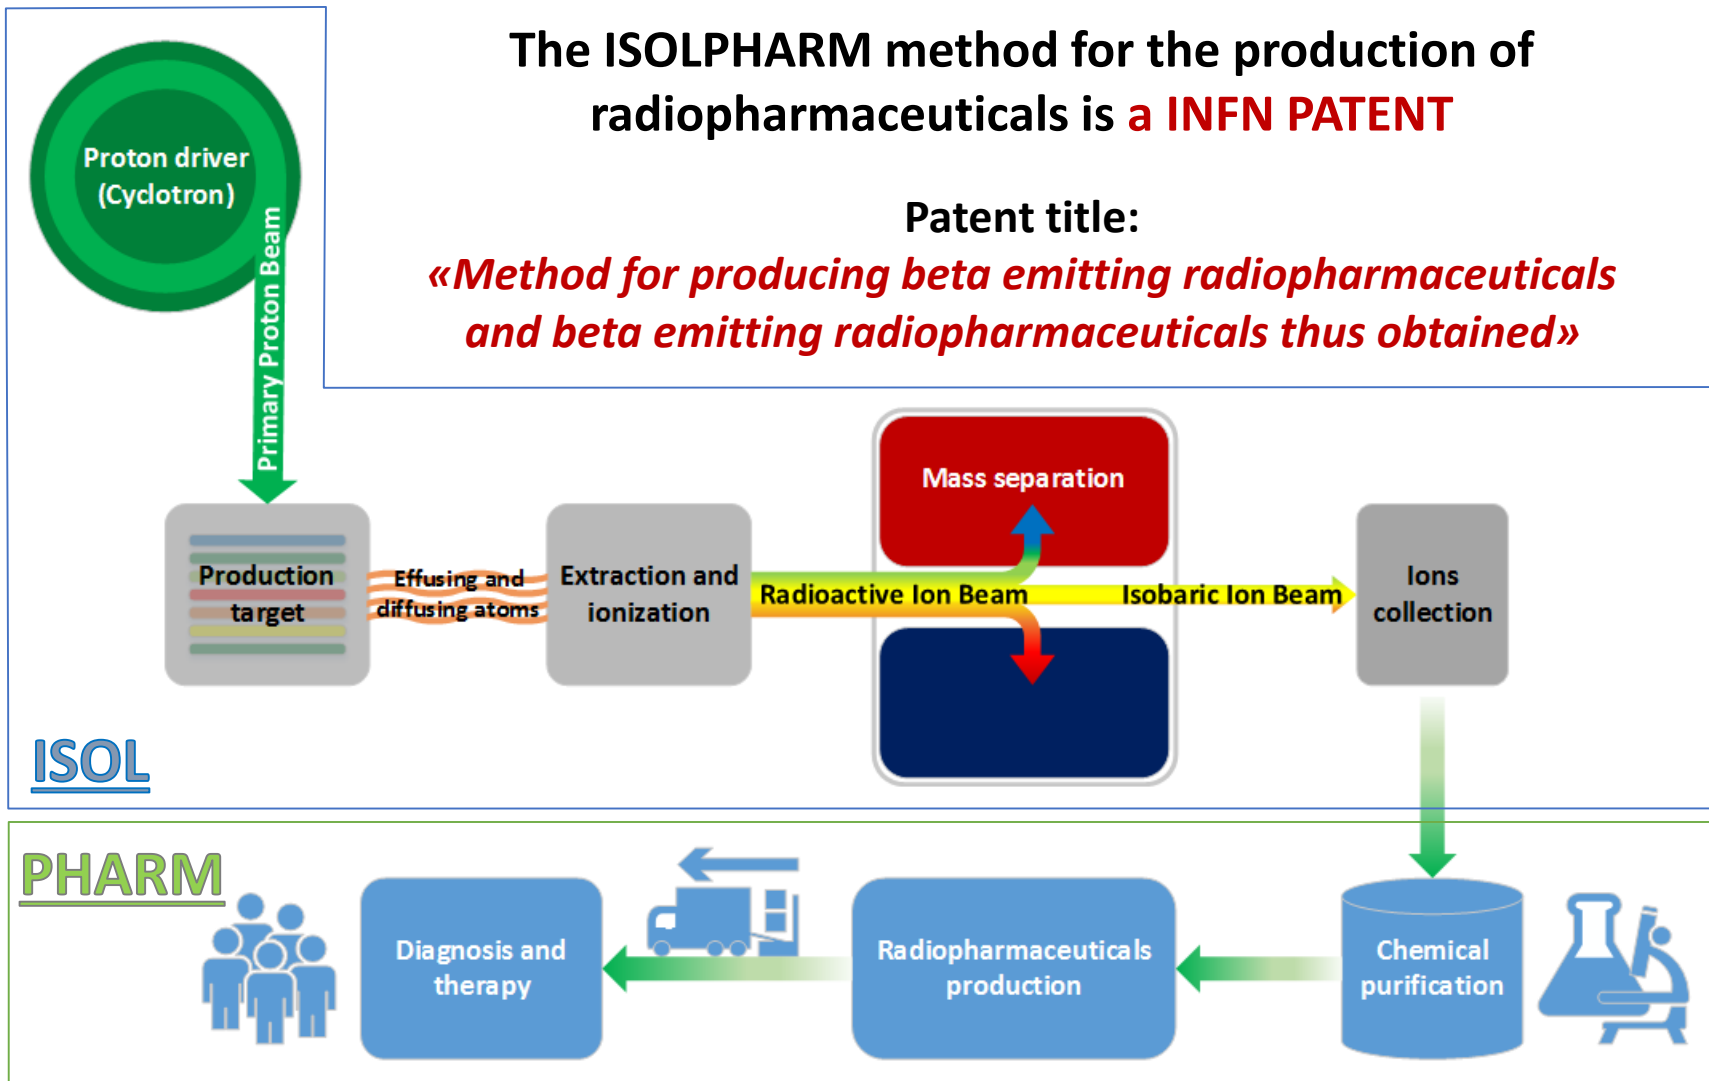 The ISOLPHARM method for the production of
radiopharmaceuticals is a INFN PATENT
Patent title:
«Method for producing beta emitting radiopharmaceuticals
and beta emitting radiopharmaceuticals thus obtained»
Proton driver
(Cyclotron)
Primary Proton Beam
Production
target
Effusing and
diffusing atoms
Extraction and
ionization
Radioactive Ion Beam
Mass separation
Isobaric Ion Beam
Ions
collection
ISOL
PHARM
Diagnosis and
therapy
Radiopharmaceuticals
production
Chemical
purification